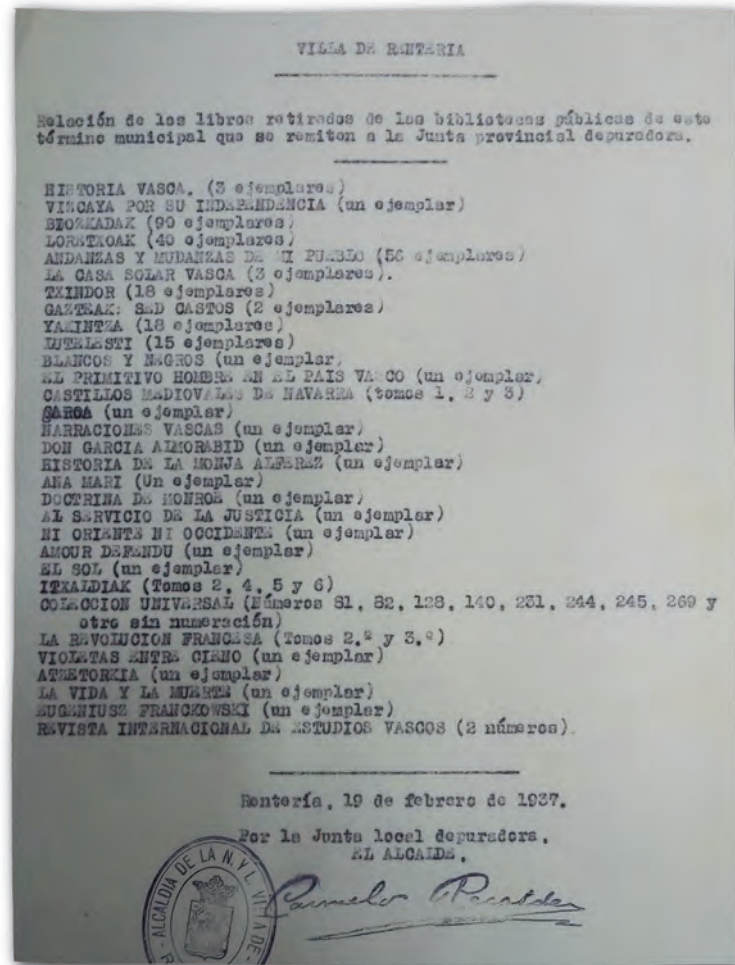 VILLA DE RENTERIA
Relación de los libros retirados de las bibliotecas públicas de este
término municipal que se remiten a la Junta provincial depuradora.
HISTORIA VASCA. (3 ejemplares)
VIZCAYA POR SU INDEPENDENCIA (un ejemplar)
BIOZKADAK (90 ejemplares)
LORATXOAK (40 ejemplares)
ANDANZAS Y MUDANZAS DE MI PUEBLO (56 ejemplares)
LA CASA SOLAR VASCA (3 ejemplares).
TXINDOR (18 ejemplares)
GAZTEAK: SED CASTOS (2 ejemplares)
YAKINTZA (18 ejemplares)
(15 ejemplares)
BLANCOS Y NEGROS (un ejemplar)
EL PRIMITIVO HOMBRE EN EL PAIS VASCO (un ejemplar)
CASTILLOS MEDIOVALES DE NAVARRA (tomos 1, 2 y 3)
GAROA (un ejemplar)
NARRACIONES VASCAS (un ejemplar)
DON GARCIA ALMORABID (un ejemplar)
HISTORIA DE LA MONJA ALFEREZ (un ejemplar)
ANA MARI (Un ejemplar)
DOCTRINA DE MONROE (un ejemplar)
AL SERVICIO DE LA JUSTICIA (un ejemplar)
NI ORIENTE NI OCCIDENTE (un ejemplar)
AMOUR DEFENDU (un ejemplar)
EL SOL (un ejemplar)
ITXALDIAK (Tomos 2, 4, 5 y 6)
COLECCION UNIVERSAL (Números 81, 82, 128, 140, 231, 244, 245, 269 y
otro sin numeración)
LA REVOLUCION FRANCESA (Tomos 2.º y 3.º)
VIOLETAS ENTRE CIENO (un ejemplar)
ATZETORKIA (un ejemplar)
LA VIDA Y LA MUERTE (un ejemplar)
EUGENIUSZ FRANCKOWSKI (un ejemplar)
REVISTA INTERNACIONAL DE ESTUDIOS VASCOS (2 números).
Rentería, 19 de febrero de 1937.
Por la Junta local depuradora,
EL ALCALDE,
Carmelo Recalde
ALCALDIA DE LA N. Y L. VILLA DE